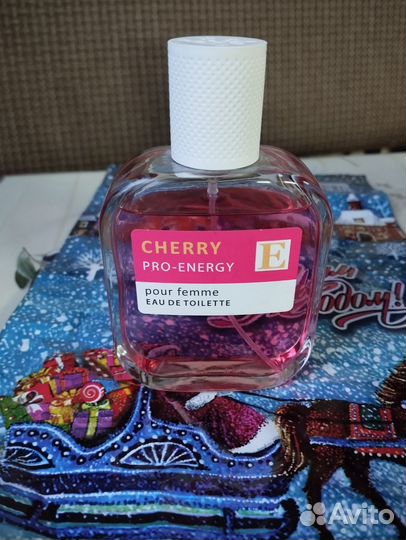 CHERRY
E
PRO-ENERGY
pour femme
EAU DE TOILETTE
Avito